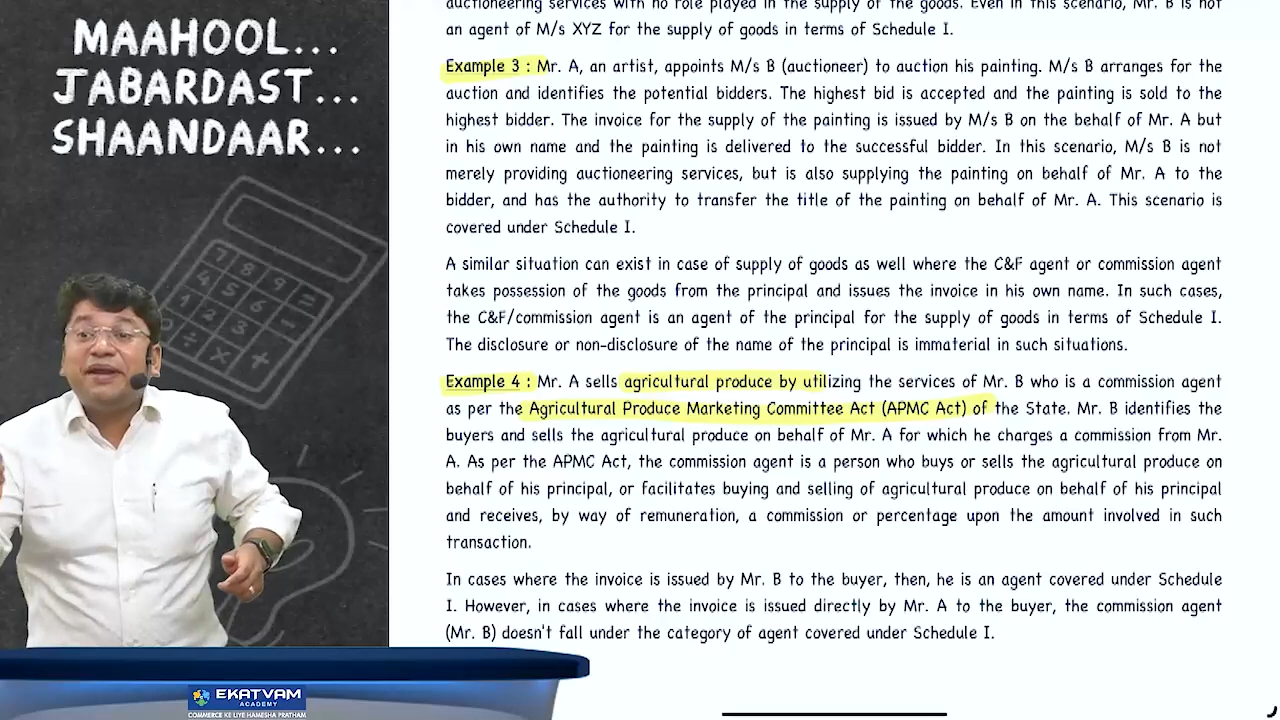 MAAHOOL...
JABARDAST...
SHAANDAAR...
auctioneering services with no role played in the supply of the goods. Even in this scenario, Mr. B is not
an agent of M/s XYZ for the supply of goods in terms of Schedule I.
Example 3 : Mr. A, an artist, appoints M/s B (auctioneer) to auction his painting. M/s B arranges for the
auction and identifies the potential bidders. The highest bid is accepted and the painting is sold to the
highest bidder. The invoice for the supply of the painting is issued by M/s B on the behalf of Mr. A but
in his own name and the painting is delivered to the successful bidder. In this scenario, M/s B is not
merely providing auctioneering services, but is also supplying the painting on behalf of Mr. A to the
bidder, and has the authority to transfer the title of the painting on behalf of Mr. A. This scenario is
covered under Schedule I.
A similar situation can exist in case of supply of goods as well where the C&F agent or commission agent
takes possession of the goods from the principal and issues the invoice in his own name. In such cases,
the C&F/commission agent is an agent of the principal for the supply of goods in terms of Schedule I.
The disclosure or non-disclosure of the name of the principal is immaterial in such situations.
Example 4 : Mr. A sells agricultural produce by utilizing the services of Mr. B who is a commission agent
as per the Agricultural Produce Marketing Committee Act (APMC Act) of the State. Mr. B identifies the
buyers and sells the agricultural produce on behalf of Mr. A for which he charges a commission from Mr.
A. As per the APMC Act, the commission agent is a person who buys or sells the agricultural produce on
behalf of his principal, or facilitates buying and selling of agricultural produce on behalf of his principal
and receives, by way of remuneration, a commission or percentage upon the amount involved in such
transaction.
In cases where the invoice is issued by Mr. B to the buyer, then, he is an agent covered under Schedule
I. However, in cases where the invoice is issued directly by Mr. A to the buyer, the commission agent
(Mr. B) doesn't fall under the category of agent covered under Schedule I.
7 8 9 =
4 5 6 −
1 2 3
÷ × +
EKATVAM
ACADEMY
COMMERCE KE LIYE HAMESHA PRATHAM